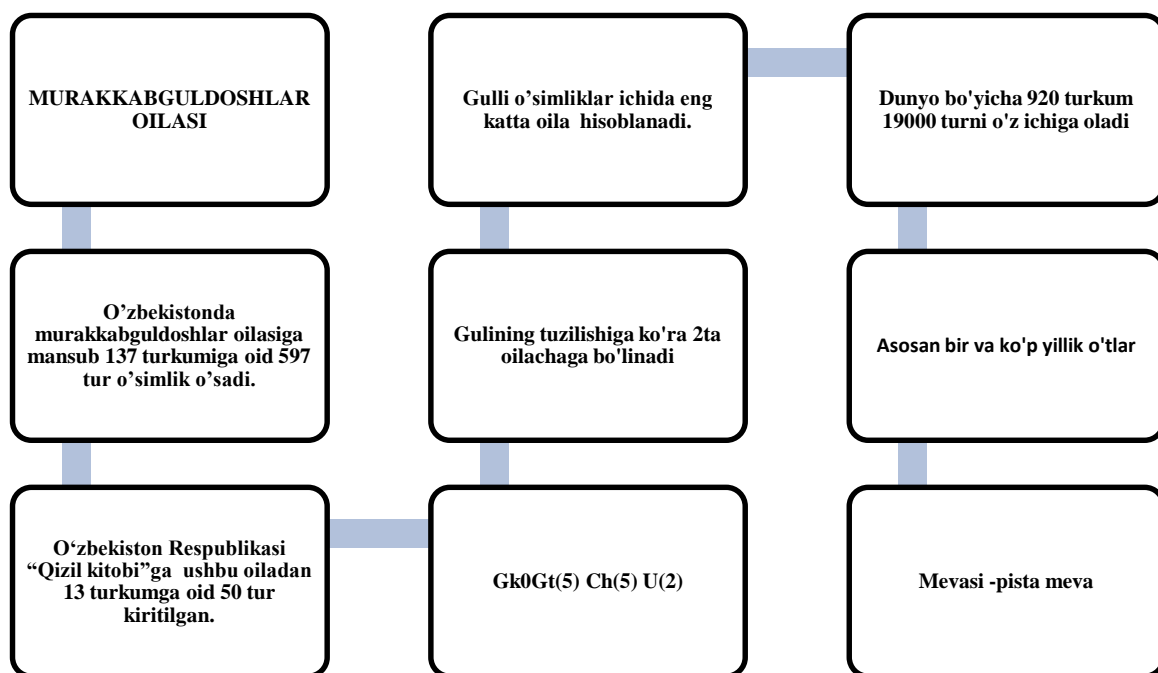 MURAKKABGULDOSHLAR
OILASI
O’zbekistonda
murakkabguldoshlar oilasiga
mansub 137 turkumiga oid 597
tur o’simlik o’sadi.
O‘zbekiston Respublikasi
“Qizil kitobi”ga ushbu oiladan
13 turkumga oid 50 tur
kiritilgan.
Gk0Gt(5) Ch(5) U(2)
Gulining tuzilishiga ko'ra 2ta
oilachaga bo'linadi
Gulli o’simliklar ichida eng
katta oila hisoblanadi.
Dunyo bo'yicha 920 turkum
19000 turni o'z ichiga oladi
Asosan bir va ko'p yillik o'tlar
Mevasi -pista meva